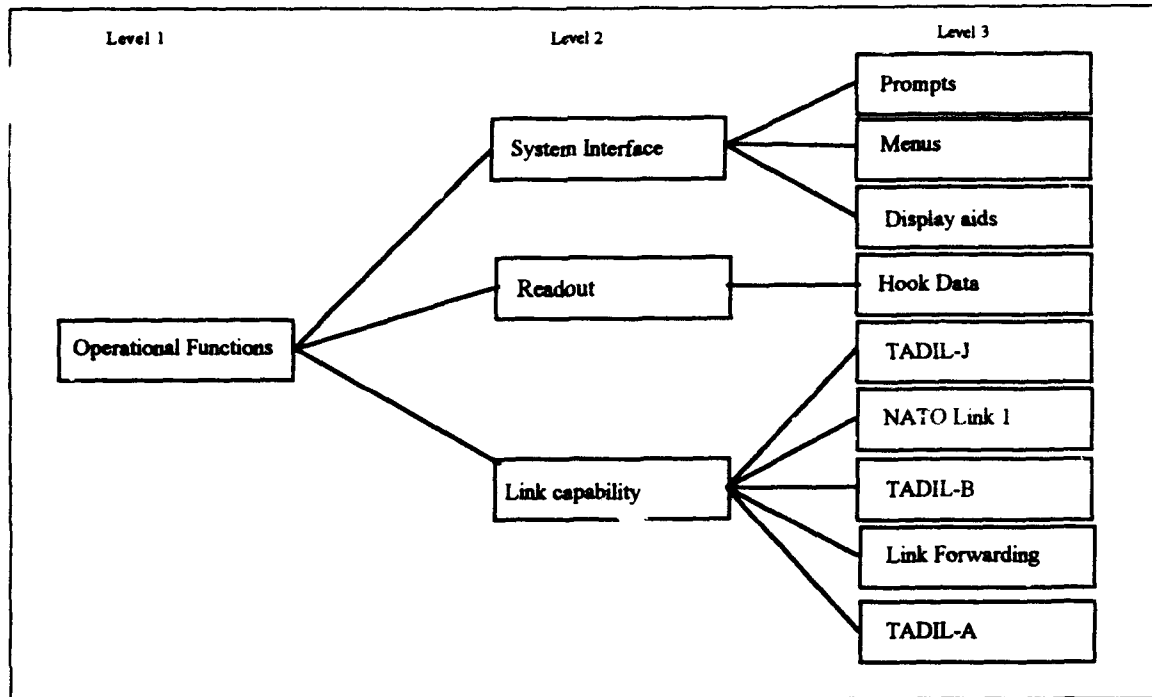 Level 1
Level 2
Level 3
Prompts
System Interface
Menus
Display aids
Readout
Hook Data
Operational Functions
TADIL-J
NATO Link 1
Link capability
TADIL-B
Link Forwarding
TADIL-A